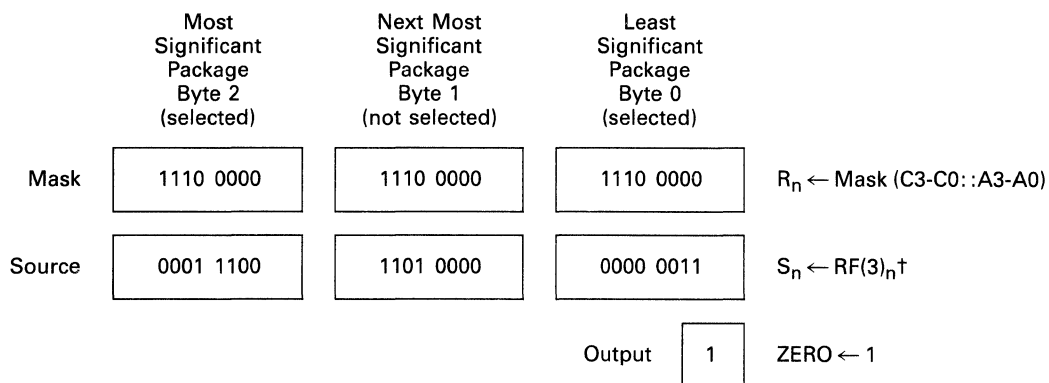 Most Significant Package Byte 2 (selected)
Next Most Significant Package Byte 1 (not selected)
Least Significant Package Byte 0 (selected)
Mask 1110 0000 1110 0000 1110 0000 Rn ← Mask (C3-C0::A3-A0)
Source 0001 1100 1101 0000 0000 0011 Sn ← RF(3)n†
Output 1 ZERO ← 1